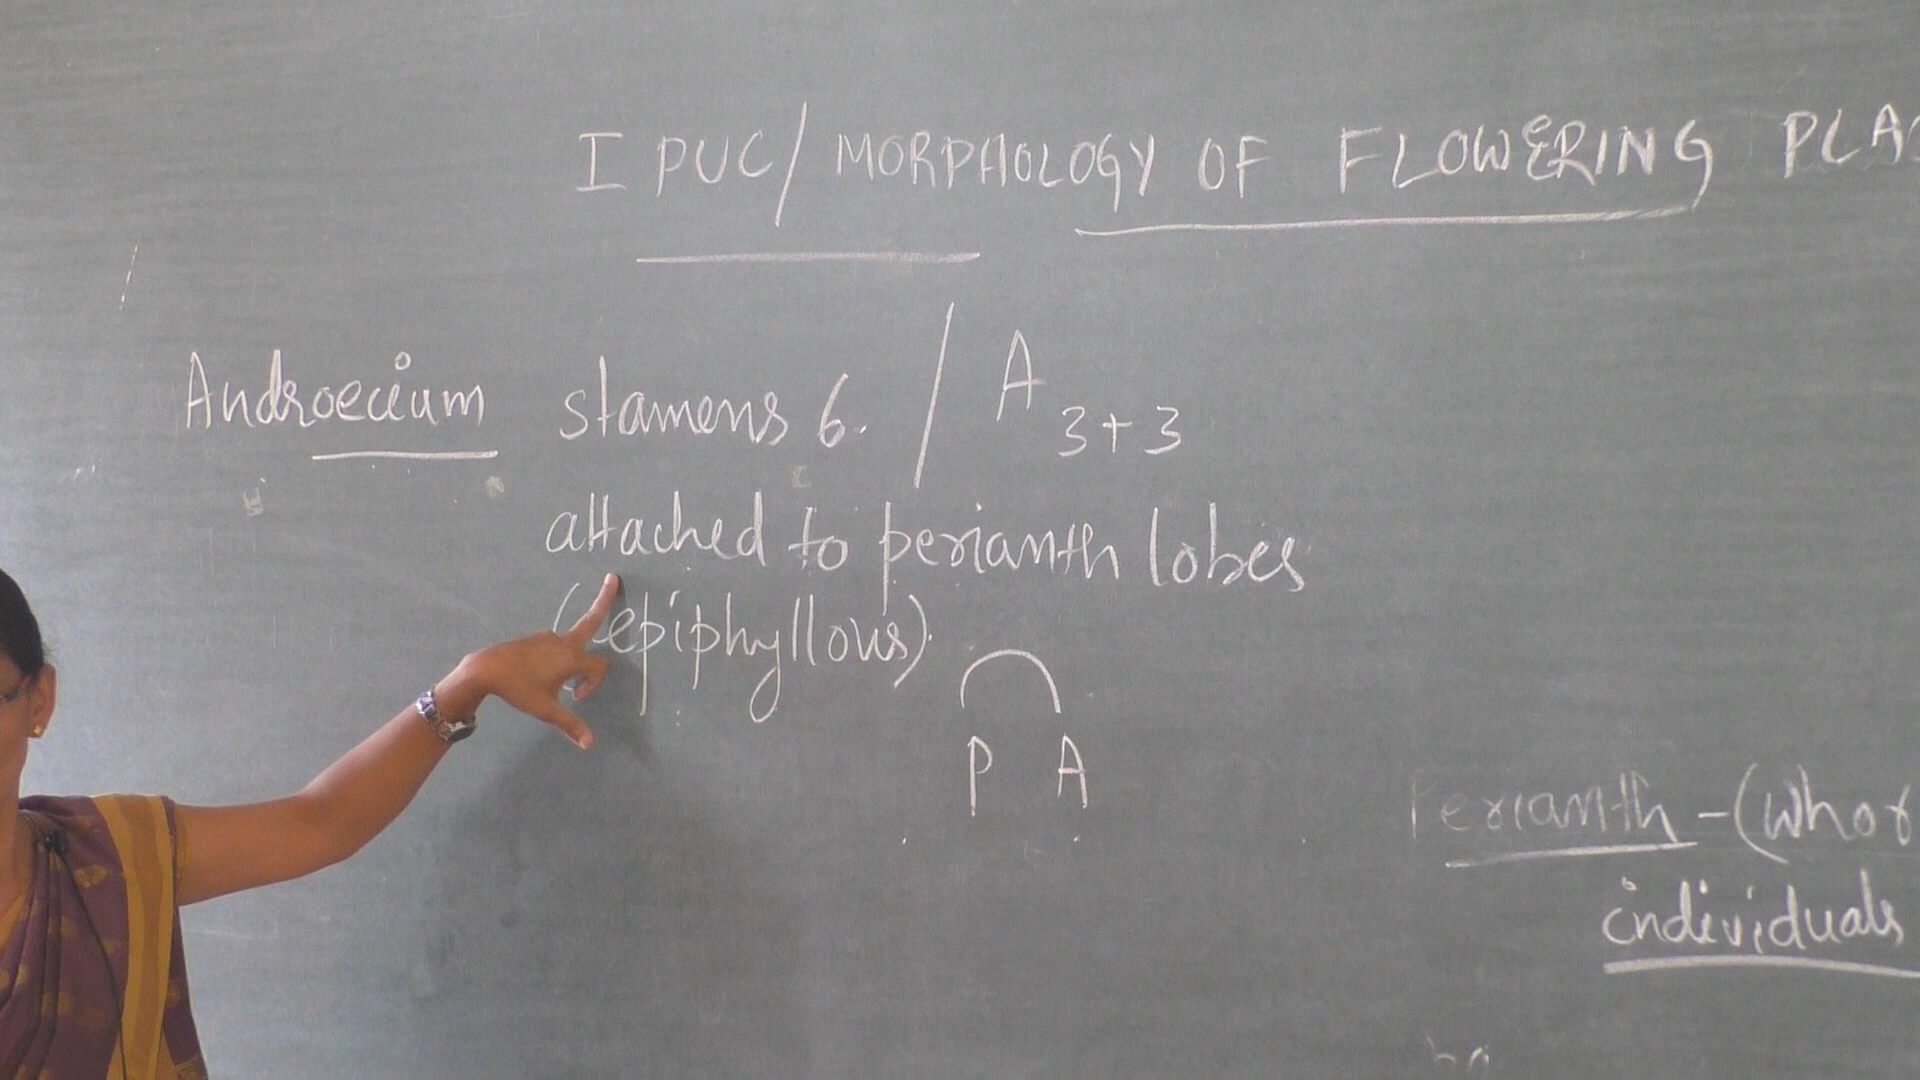 I PUC/ MORPHOLOGY OF FLOWERING
Androecium stamens 6. / A 3+3
attached to perianth lobes
(epiphyllous).
P A
Perianth - (
individuals